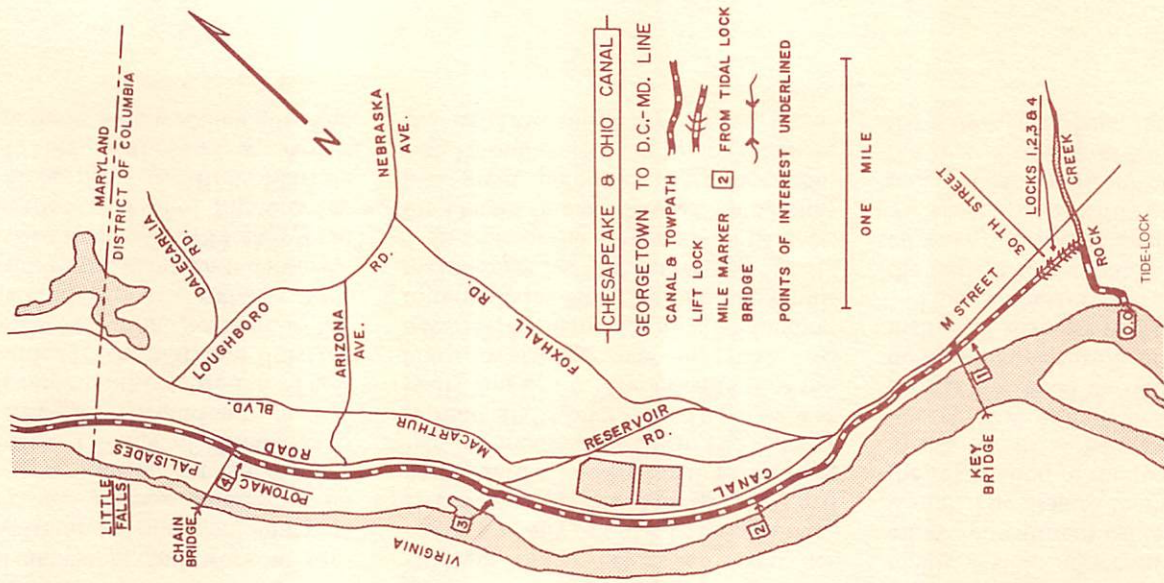 MARYLAND
DISTRICT OF COLUMBIA
N
DALECARLIA
RD.
NEBRASKA
AVE.
LOUGHBORO
RD.
ARIZONA
AVE.
FOXHALL
RD.
BLVD.
MACARTHUR
RESERVOIR
RD.
ROAD
CANAL
PALISADES
POTOMAC
LITTLE
FALLS
CHAIN
BRIDGE
4
3
VIRGINIA
2
KEY
BRIDGE
1
M STREET
30 TH STREET
LOCKS 1,2,3 & 4
ROCK
CREEK
TIDE-LOCK
0.0
CHESAPEAKE & OHIO CANAL
GEORGETOWN TO D.C.-MD. LINE
CANAL & TOWPATH
LIFT LOCK
MILE MARKER 2 FROM TIDAL LOCK
BRIDGE
POINTS OF INTEREST UNDERLINED
ONE MILE